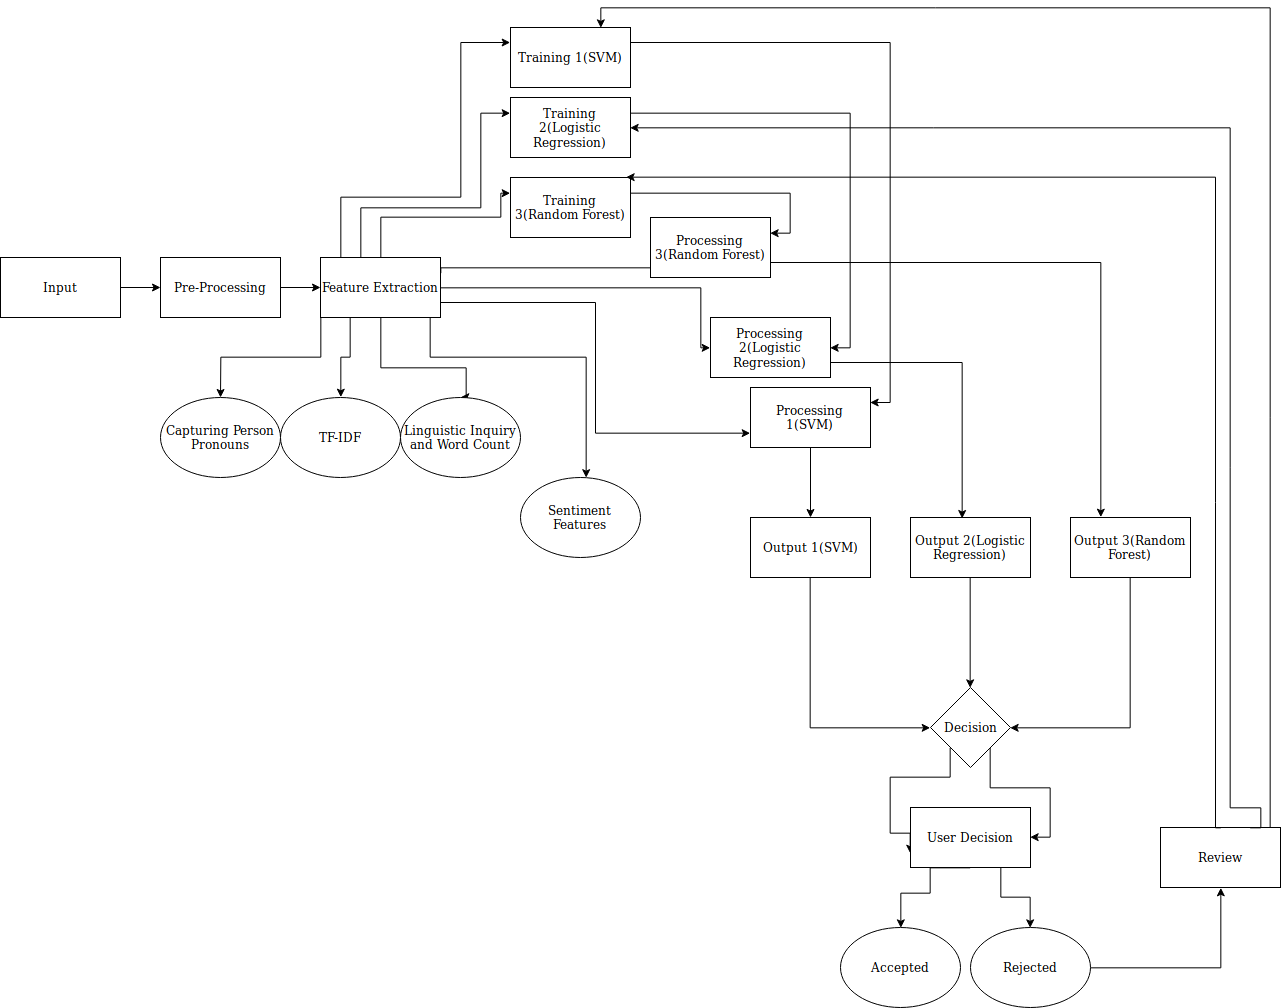 Training 1(SVM)
Training
2(Logistic
Regression)
Training
3(Random Forest)
Processing
3(Random Forest)
Input
Pre-Processing
Feature Extraction
Processing
2(Logistic
Regression)
Processing
1(SVM)
Capturing Person
Pronouns
TF-IDF
Linguistic Inquiry
and Word Count
Sentiment
Features
Output 1(SVM)
Output 2(Logistic
Regression)
Output 3(Random
Forest)
Decision
User Decision
Review
Accepted
Rejected